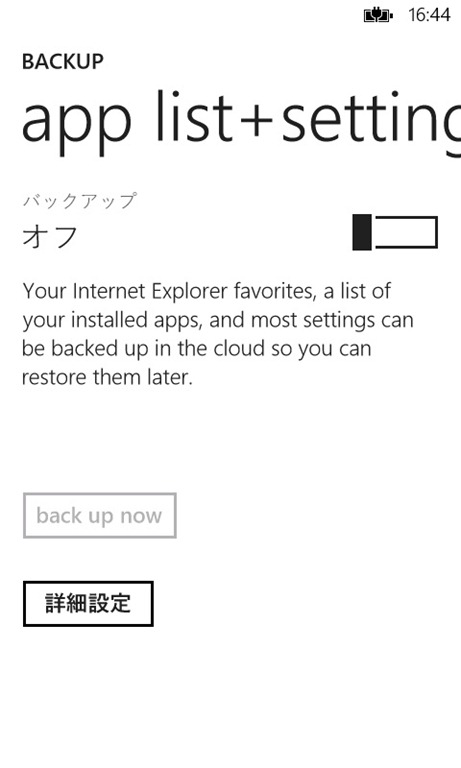 16:44
BACKUP
app list+setting
バックアップ
オフ
Your Internet Explorer favorites, a list of
your installed apps, and most settings can
be backed up in the cloud so you can
restore them later.
back up now
詳細設定